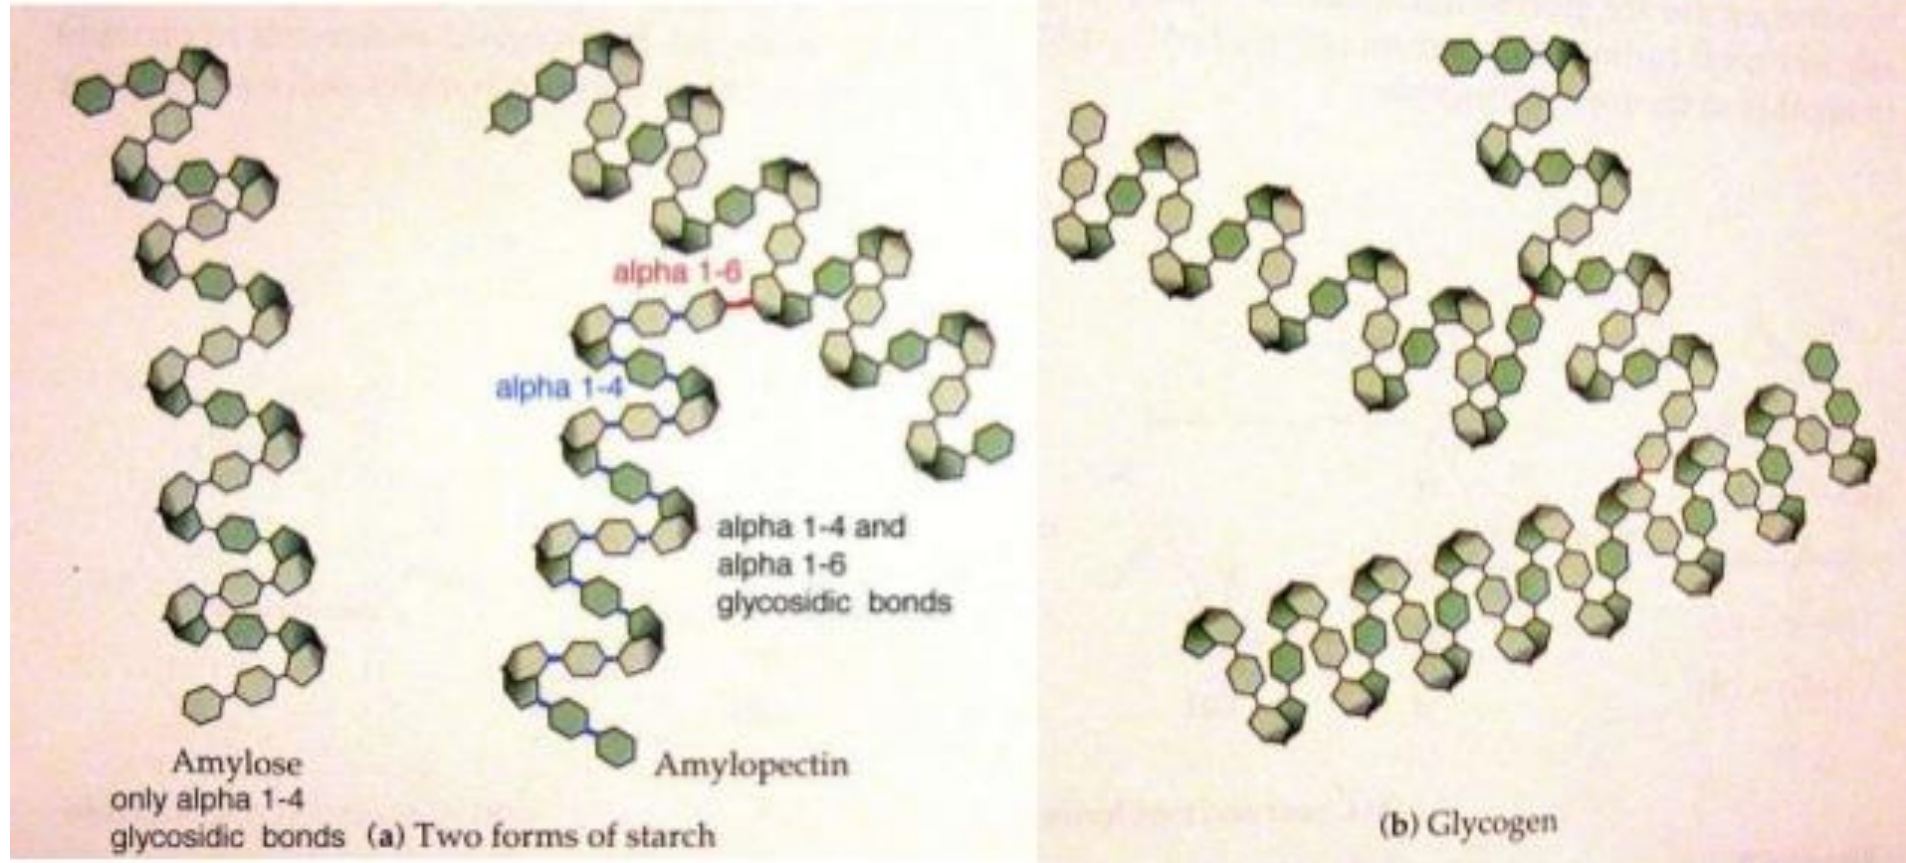 alpha 1-6
alpha 1-4
alpha 1-4 and
alpha 1-6
glycosidic bonds
Amylose
only alpha 1-4
glycosidic bonds
Amylopectin
(a) Two forms of starch
(b) Glycogen